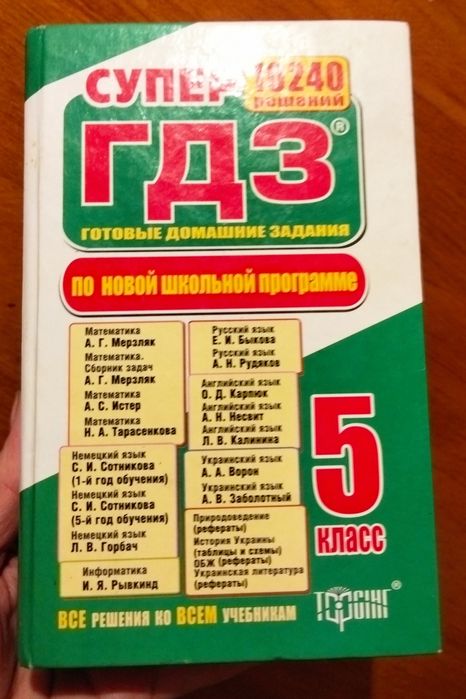 СУПЕР
10240
решений
ГДЗ®
ГОТОВЫЕ ДОМАШНИЕ ЗАДАНИЯ
ПО НОВОЙ ШКОЛЬНОЙ ПРОГРАММЕ
Математика
А. Г. Мерзляк
Математика.
Сборник задач
А. Г. Мерзляк
Математика
А. С. Истер
Математика
Н. А. Тарасенкова
Немецкий язык
С. И. Сотникова
(1-й год обучения)
Немецкий язык
С. И. Сотникова
(5-й год обучения)
Немецкий язык
Л. В. Горбач
Информатика
И. Я. Рывкинд
Русский язык
Е. И. Быкова
Русский язык
А. Н. Рудяков
Английский язык
О. Д. Карпюк
Английский язык
А. Н. Несвит
Английский язык
Л. В. Калинина
Украинский язык
А. А. Ворон
Украинский язык
А. В. Заболотный
Природоведение
(рефераты)
История Украины
(таблицы и схемы)
ОБЖ (рефераты)
Украинская литература
(рефераты)
5
КЛАСС
ВСЕ РЕШЕНИЯ КО ВСЕМ УЧЕБНИКАМ
ТОРСІНГ®